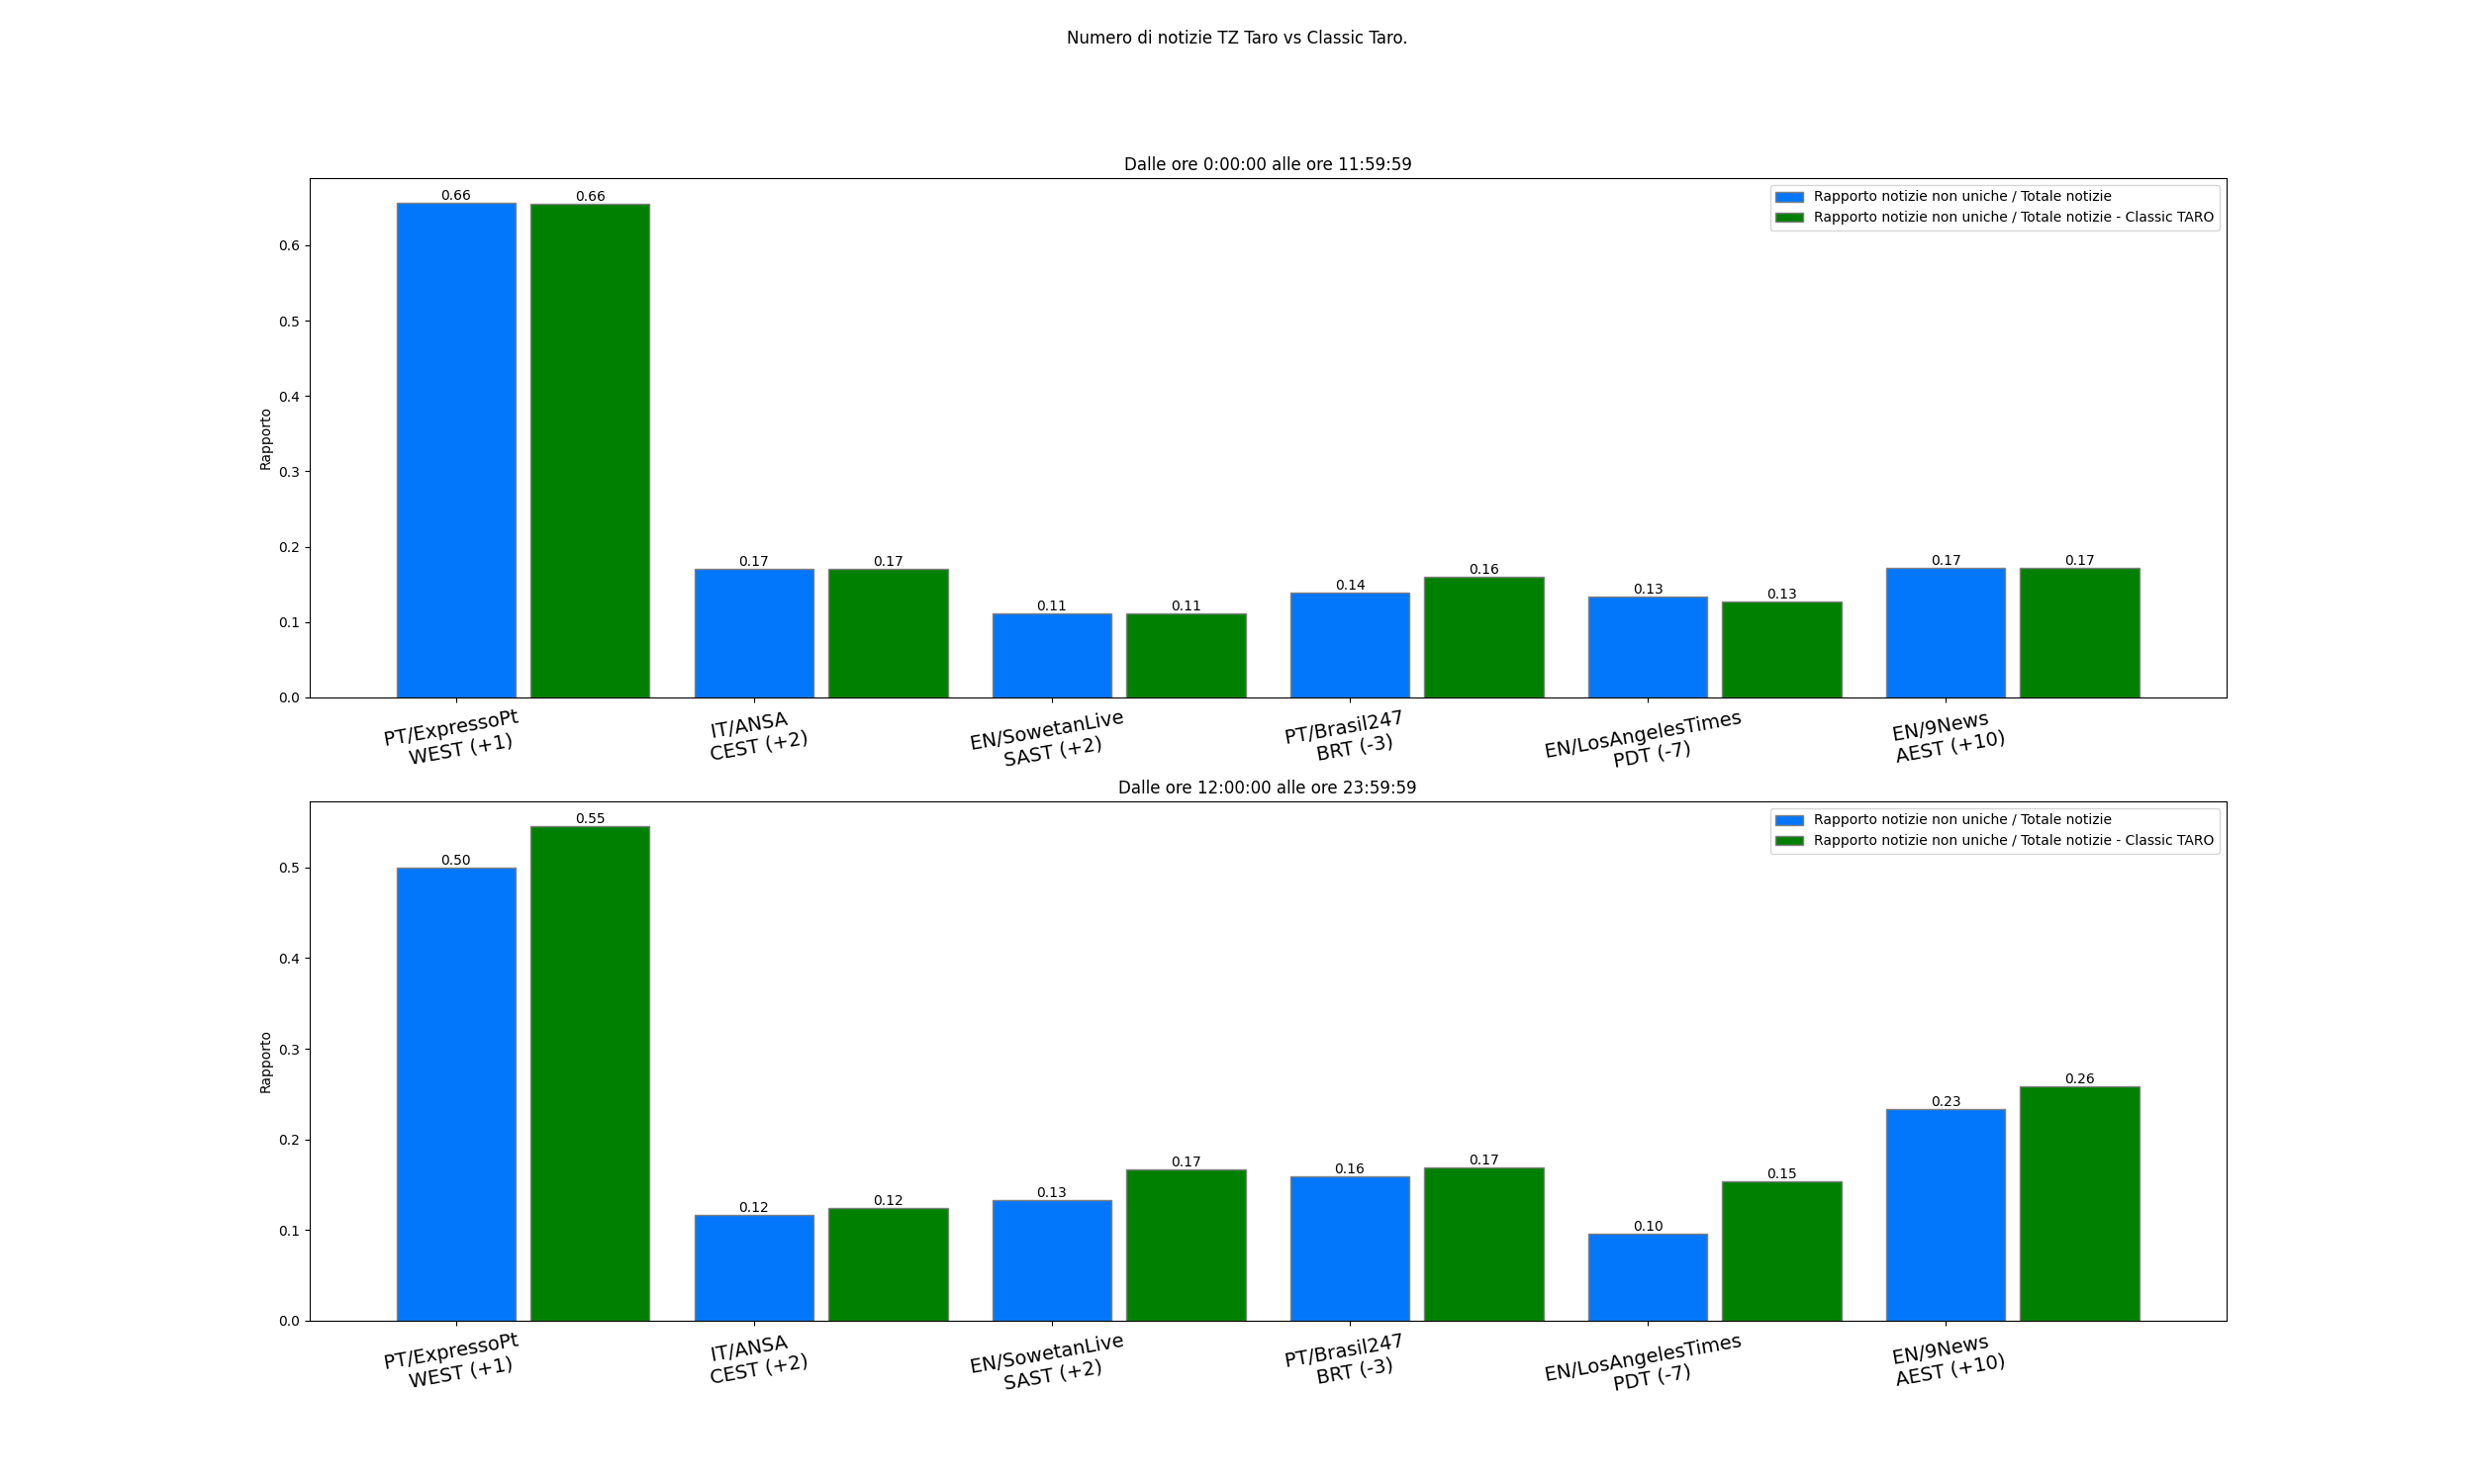 Numero di notizie TZ Taro vs Classic Taro.
Dalle ore 0:00:00 alle ore 11:59:59
Rapporto notizie non uniche / Totale notizie
Rapporto notizie non uniche / Totale notizie - Classic TARO
Rapporto
0.6
0.5
0.4
0.3
0.2
0.1
0.0
0.66
0.66
0.17
0.17
0.11
0.11
0.14
0.16
0.13
0.13
0.17
0.17
PT/ExpressoPt
WEST (+1)
IT/ANSA
CEST (+2)
EN/SowetanLive
SAST (+2)
PT/Brasil247
BRT (-3)
EN/LosAngelesTimes
PDT (-7)
EN/9News
AEST (+10)
Dalle ore 12:00:00 alle ore 23:59:59
Rapporto notizie non uniche / Totale notizie
Rapporto notizie non uniche / Totale notizie - Classic TARO
Rapporto
0.5
0.4
0.3
0.2
0.1
0.0
0.50
0.55
0.12
0.12
0.13
0.17
0.16
0.17
0.10
0.15
0.23
0.26
PT/ExpressoPt
WEST (+1)
IT/ANSA
CEST (+2)
EN/SowetanLive
SAST (+2)
PT/Brasil247
BRT (-3)
EN/LosAngelesTimes
PDT (-7)
EN/9News
AEST (+10)